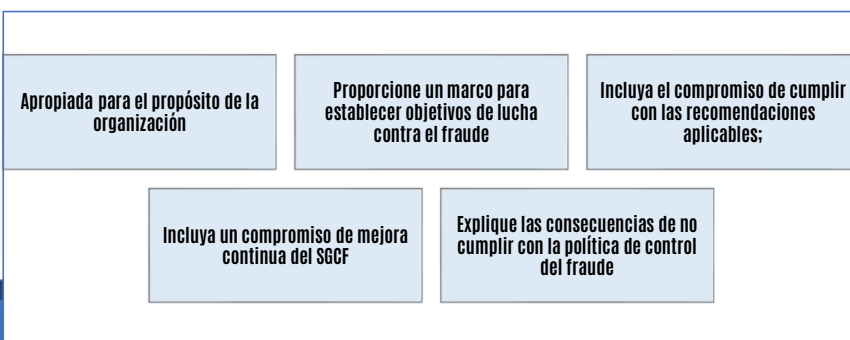 Apropiada para el propósito de la
organización
Proporcione un marco para
establecer objetivos de lucha
contra el fraude
Incluya el compromiso de cumplir
con las recomendaciones
aplicables;
Incluya un compromiso de mejora
continua del SGCF
Explique las consecuencias de no
cumplir con la política de control
del fraude